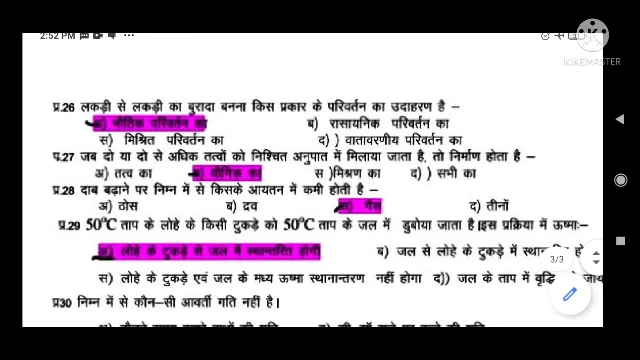 2:52 PM
KINEMASTER
प्र.26 लकड़ी से लकड़ी का बुरादा बनना किस प्रकार के परिवर्तन का उदाहरण है –
अ) भौतिक परिवर्तन का ब) रासायनिक परिबर्तन का
स) मिश्रित परिवर्तन का द) ) वातावरणीय परिवर्तन का
प.27 जब दो या दो से अधिक तत्वों को निश्चित अनुपात में मिलाया जाता है, तो निर्माण होता है –
अ) तत्व का ब) यौगिक का स )मिश्रण का द) ) सभी का
प्र.28 दाब बढ़ाने पर निम्न में से किसके आयतन में कमी होती है –
अ) ठोस ब) द्रव स) गैस द) तीनों
प्र.29 50°C ताप के लोहे के किसी टुकड़े को 50°C ताप के जल में डुबोया जाता है।इस प्रक्रिया में ऊष्माः-
अ) लोहे के टुकड़े से जल में स्थानांतरित होगी ब) जल से लोहे के टुकड़े में
3/3
स) लोहे के टुकड़े एवं जल के मध्य ऊष्मा स्थानान्तरण नहीं होगा द)) जल के ताप में
प्र30 निम्न में से कौन–सी आवर्ती गति नहीं है।